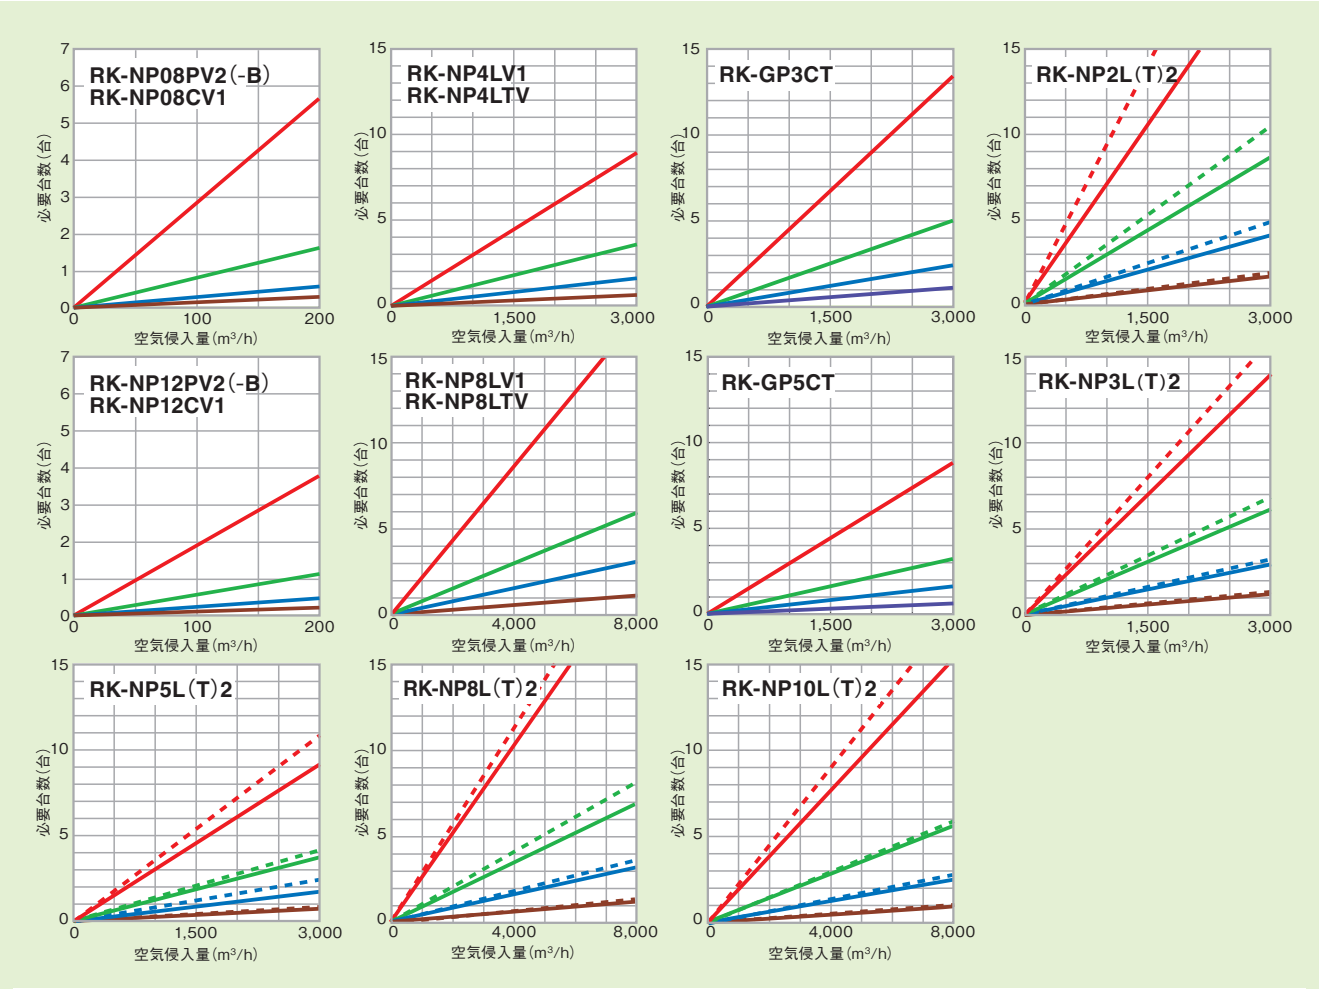 RK-NP08PV2(-B)
RK-NP08CV1
必要台数(台)
7
6
5
4
3
2
1
0
0 100 200
空気侵入量(m³/h)
RK-NP4LV1
RK-NP4LTV
必要台数(台)
15
10
5
0
0 1,500 3,000
空気侵入量(m³/h)
RK-GP3CT
必要台数(台)
15
10
5
0
0 1,500 3,000
空気侵入量(m³/h)
RK-NP2L(T)2
必要台数(台)
15
10
5
0
0 1,500 3,000
空気侵入量(m³/h)
RK-NP12PV2(-B)
RK-NP12CV1
必要台数(台)
7
6
5
4
3
2
1
0
0 100 200
空気侵入量(m³/h)
RK-NP8LV1
RK-NP8LTV
必要台数(台)
15
10
5
0
0 4,000 8,000
空気侵入量(m³/h)
RK-GP5CT
必要台数(台)
15
10
5
0
0 1,500 3,000
空気侵入量(m³/h)
RK-NP3L(T)2
必要台数(台)
15
10
5
0
0 1,500 3,000
空気侵入量(m³/h)
RK-NP5L(T)2
必要台数(台)
15
10
5
0
0 1,500 3,000
空気侵入量(m³/h)
RK-NP8L(T)2
必要台数(台)
15
10
5
0
0 4,000 8,000
空気侵入量(m³/h)
RK-NP10L(T)2
必要台数(台)
15
10
5
0
0 4,000 8,000
空気侵入量(m³/h)